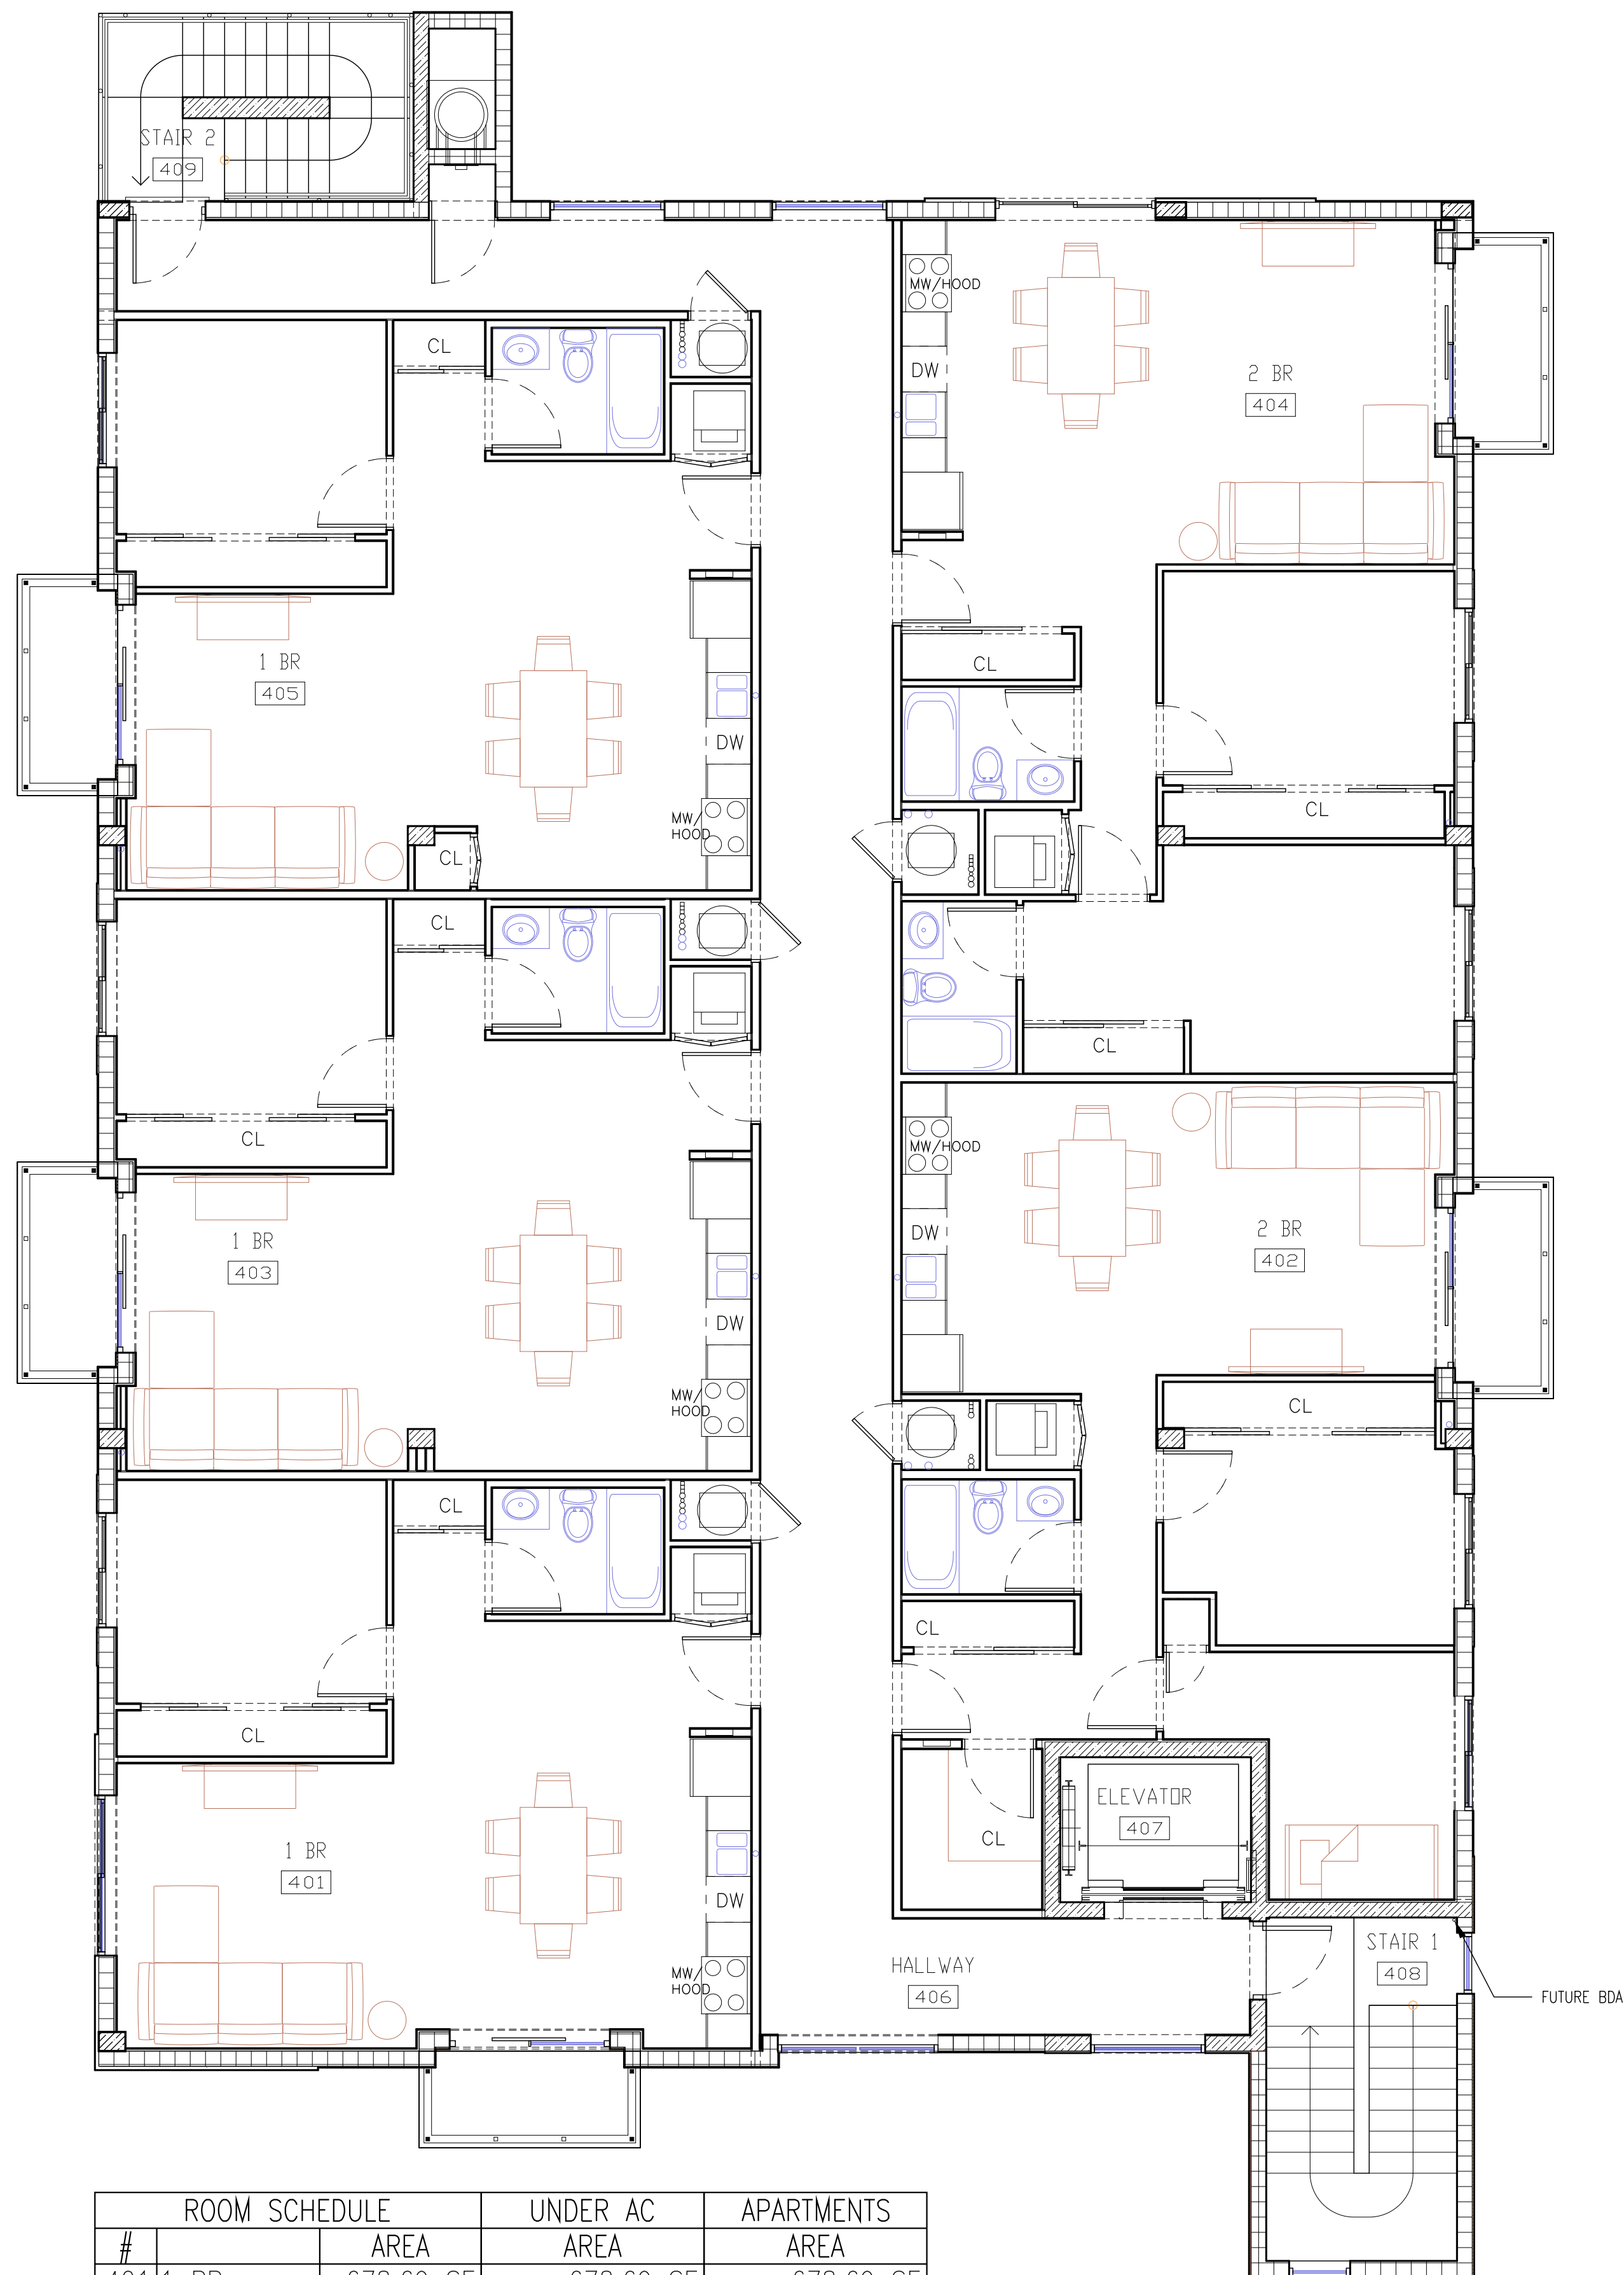 STAIR 2
409
MW/HOOD
CL
DW
2 BR
404
1 BR
405
CL
DW
MW/
HOOD
CL
CL
CL
CL
CL
MW/HOOD
DW
2 BR
402
1 BR
403
DW
MW/
HOOD
CL
CL
CL
CL
ELEVATOR
407
CL
1 BR
401
DW
MW/
HOOD
HALLWAY
406
STAIR 1
408
FUTURE BDA
ROOM SCHEDULE UNDER AC APARTMENTS
# AREA AREA AREA